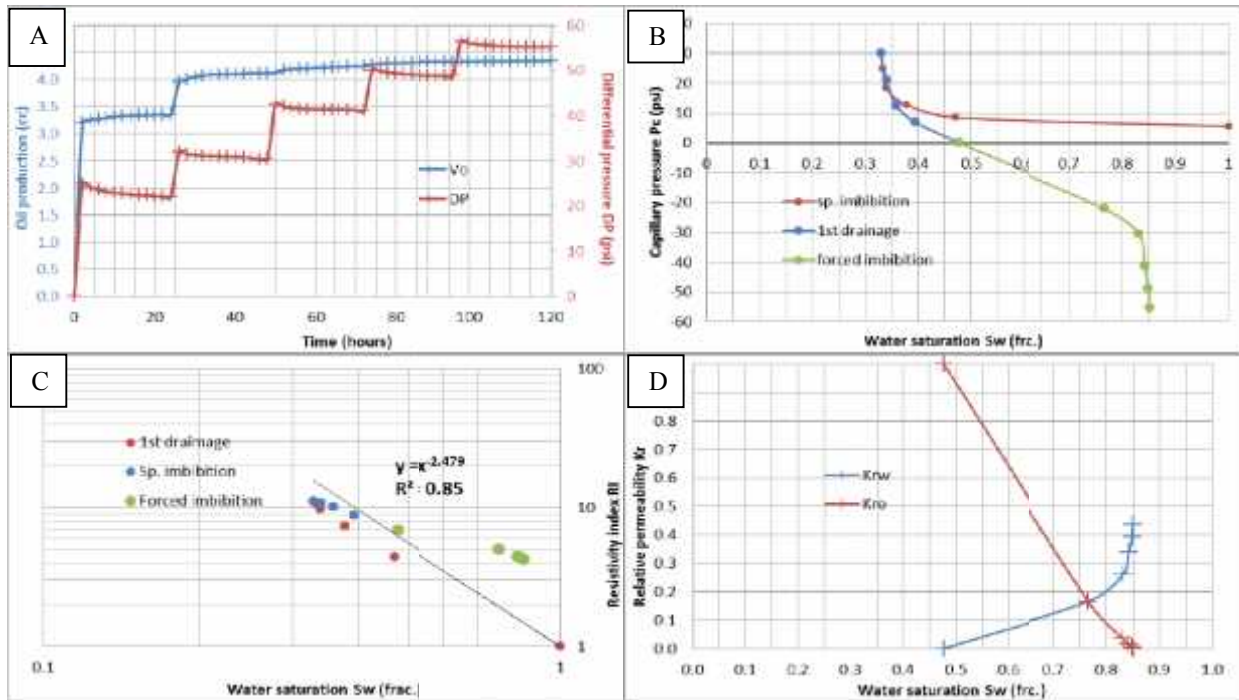 A
60
50
40
30
20
10
0
4.0
3.5
3.0
2.5
2.0
1.5
1.0
0.5
0.0
Oil production (cc)
Differential pressure DP (psi)
Vo
DP
0 20 40 60 80 100 120
Time (hours)
B
20
10
0
-10
-20
-30
-40
-50
-60
Capillary pressure Pc (psi)
0 0.1 0.2 0.3 0.4 0.5 0.6 0.7 0.8 0.9 1
sp. imbibition
1st drainage
forced imbibition
Water saturation Sw (frc.)
C
100
10
1
1st drainage
Sp. imbibition
Forced imbibition
y = x-2.479
R² = 0.85
Resistivity index RI
0.1 1
Water saturation Sw (frac.)
D
0.8
0.7
0.6
0.5
0.4
0.3
0.2
0.1
0.0
Relative permeability Kr
Krw
Kro
0.0 0.1 0.2 0.3 0.4 0.5 0.6 0.7 0.8 0.9 1.0
Water saturation Sw (frc.)